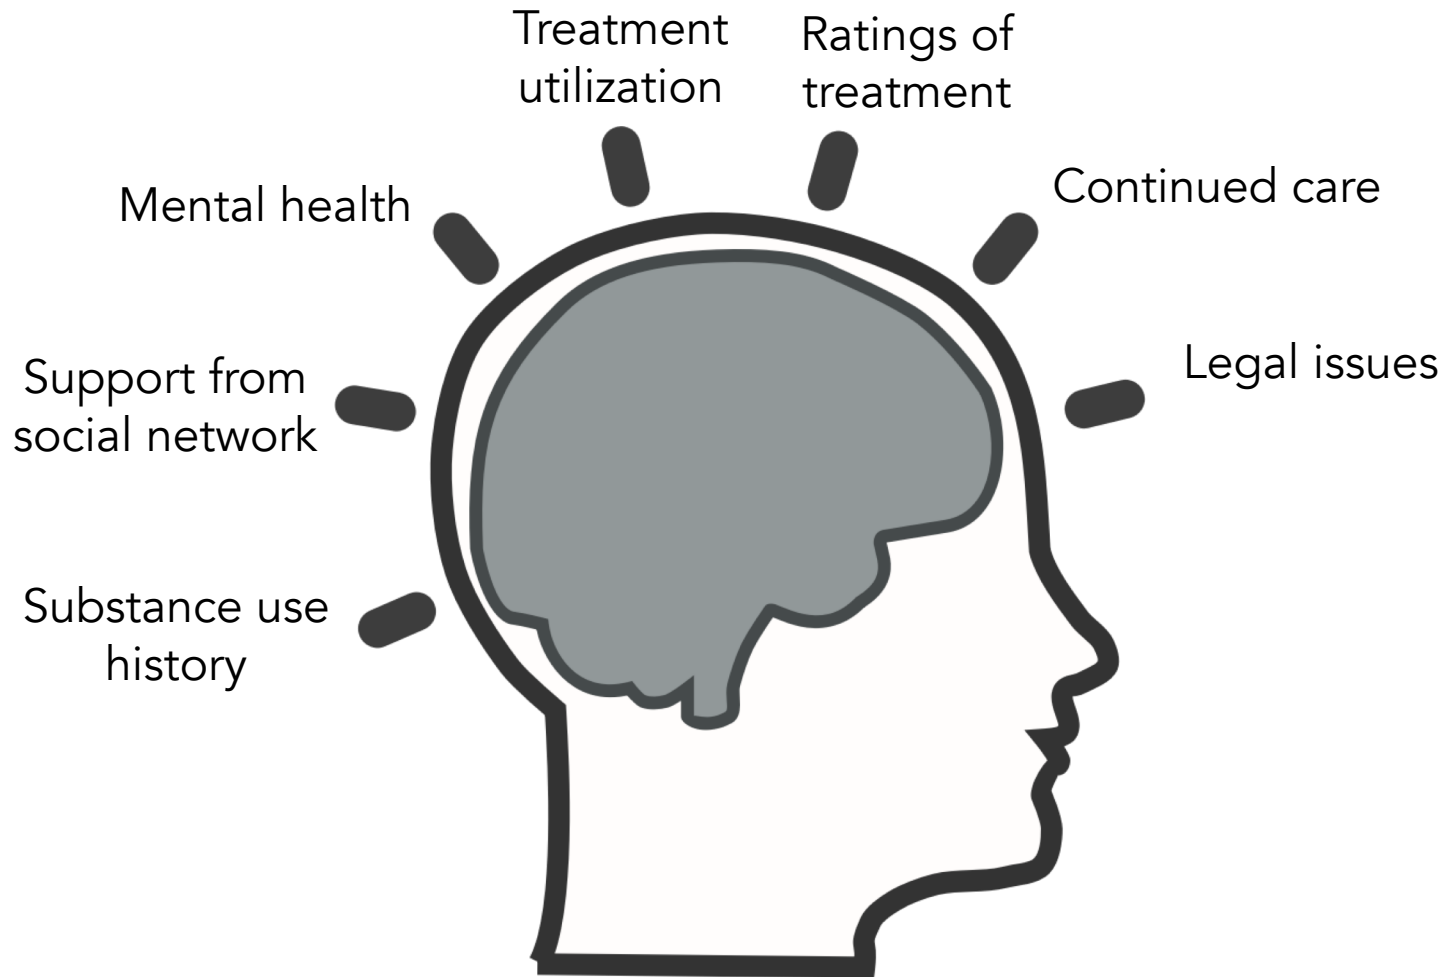 Treatment
utilization
Ratings of
treatment
Mental health
Continued care
Support from
social network
Legal issues
Substance use
history